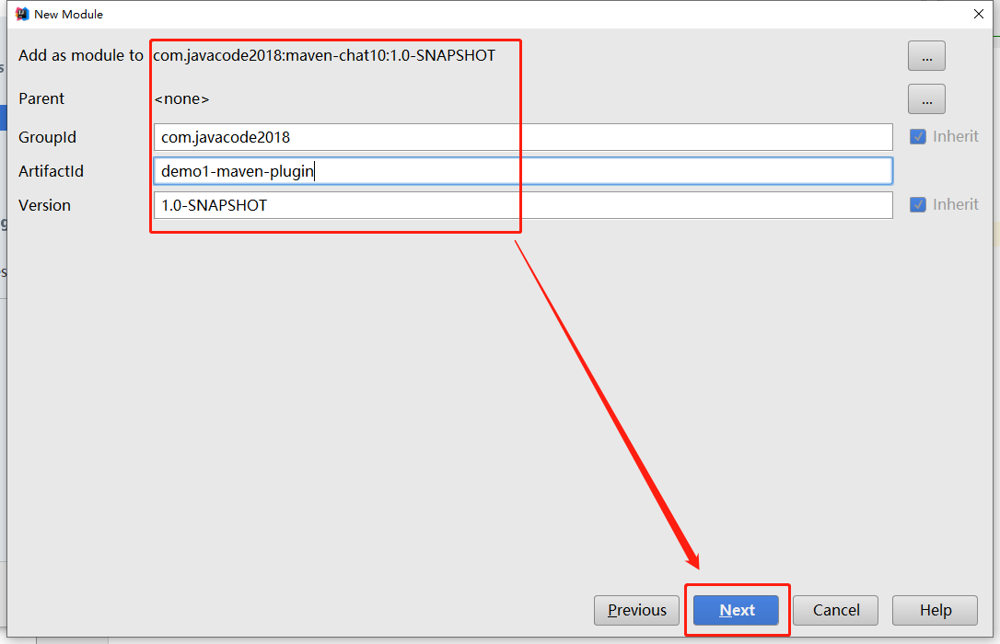 New Module
Add as module to com.javacode2018:maven-chat10:1.0-SNAPSHOT ...
Parent <none> ...
GroupId com.javacode2018 Inherit
ArtifactId demo1-maven-plugin
Version 1.0-SNAPSHOT Inherit
Previous Next Cancel Help